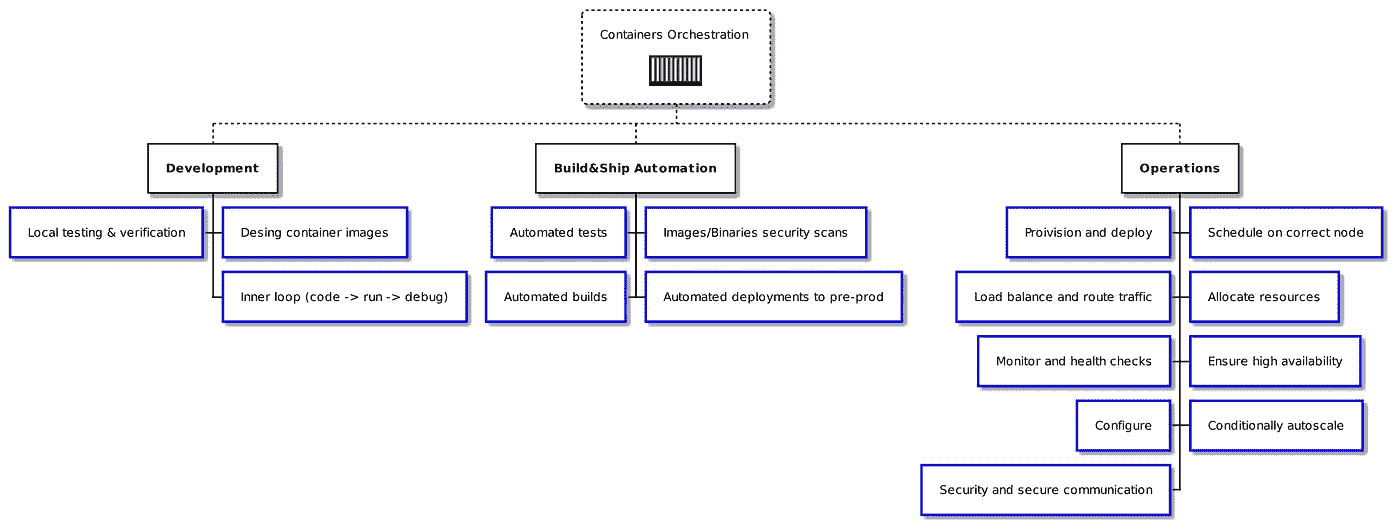 Containers Orchestration
Development
Build&Ship Automation
Operations
Local testing & verification
Desing container images
Inner loop (code -> run -> debug)
Automated tests
Images/Binaries security scans
Automated builds
Automated deployments to pre-prod
Proivision and deploy
Schedule on correct node
Load balance and route traffic
Allocate resources
Monitor and health checks
Ensure high availability
Configure
Conditionally autoscale
Security and secure communication